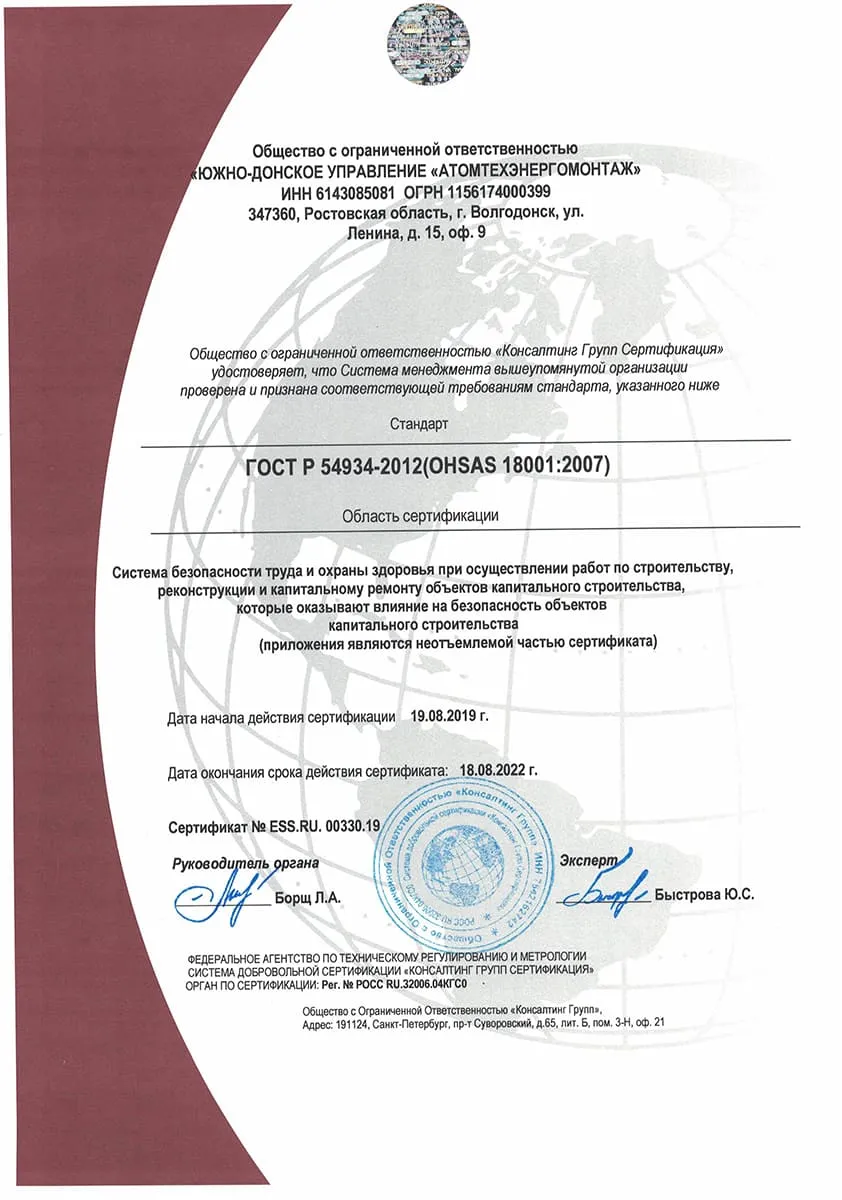 Общество с ограниченной ответственностью
«ЮЖНО-ДОНСКОЕ УПРАВЛЕНИЕ «АТОМТЕХЭНЕРГОМОНТАЖ»
ИНН 6143085081 ОГРН 1156174000399
347360, Ростовская область, г. Волгодонск, ул.
Ленина, д. 15, оф. 9
Общество с ограниченной ответственностью «Консалтинг Групп Сертификация»
удостоверяет, что Система менеджмента вышеупомянутой организации
проверена и признана соответствующей требованиям стандарта, указанного ниже
Стандарт
ГОСТ Р 54934-2012(OHSAS 18001:2007)
Область сертификации
Система безопасности труда и охраны здоровья при осуществлении работ по строительству,
реконструкции и капитальному ремонту объектов капитального строительства,
которые оказывают влияние на безопасность объектов
капитального строительства
(приложения являются неотъемлемой частью сертификата)
Дата начала действия сертификации 19.08.2019 г.
Дата окончания срока действия сертификата: 18.08.2022 г.
Сертификат № ESS.RU. 00330.19
Руководитель органа
Борщ Л.А.
Общество с Ограниченной Ответственностью «Консалтинг Групп»
Эксперт
Быстрова Ю.С.
ФЕДЕРАЛЬНОЕ АГЕНТСТВО ПО ТЕХНИЧЕСКОМУ РЕГУЛИРОВАНИЮ И МЕТРОЛОГИИ
СИСТЕМА ДОБРОВОЛЬНОЙ СЕРТИФИКАЦИИ «КОНСАЛТИНГ ГРУПП СЕРТИФИКАЦИЯ»
ОРГАН ПО СЕРТИФИКАЦИИ: Рег. № РОСС RU.32006.04КГС0
Общество с Ограниченной Ответственностью «Консалтинг Групп»,
Адрес: 191124, Санкт-Петербург, пр-т Суворовский, д.65, лит. Б, пом. 3-Н, оф. 21